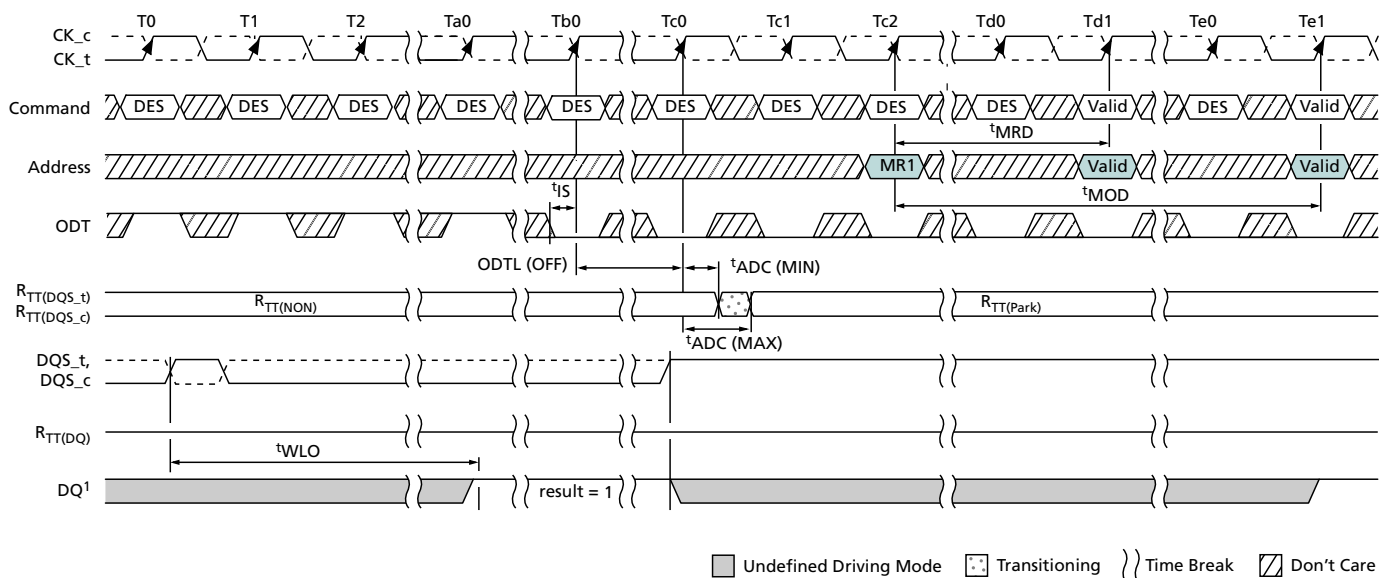 T0 T1 T2 Ta0 Tb0 Tc0 Tc1 Tc2 Td0 Td1 Te0 Te1
CK_c
CK_t
Command DES DES DES DES DES DES DES DES DES Valid DES Valid
tMRD
Address MR1 Valid Valid
tIS
tMOD
ODT
ODTL (OFF) tADC (MIN)
RTT(DQS_t)
RTT(DQS_c) RTT(NON) RTT(Park)
tADC (MAX)
DQS_t,
DQS_c
RTT(DQ)
tWLO
DQ1 result = 1
Undefined Driving Mode Transitioning Time Break Don't Care